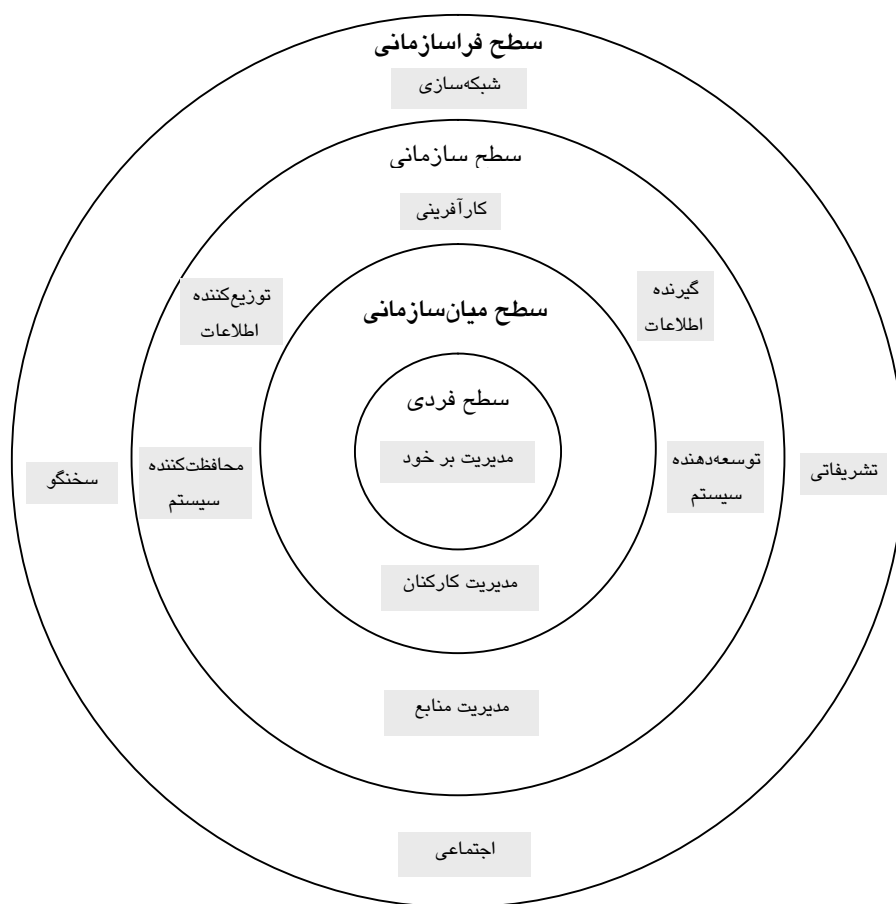 سطح فراسازمانی
شبکه‌سازی
سطح سازمانی
کارآفرینی
گیرنده
اطلاعات
توزیع‌کننده
اطلاعات
سطح میان‌سازمانی
سطح فردی
مدیریت بر خود
تشریفاتی
توسعه‌دهنده
سیستم
محافظت‌کننده
سیستم
سخنگو
مدیریت کارکنان
مدیریت منابع
اجتماعی